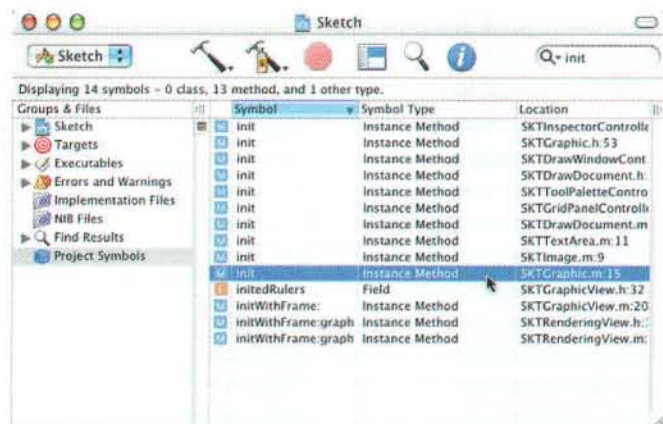 Sketch
Sketch
init
Displaying 14 symbols – 0 class, 13 method, and 1 other type.
Groups & Files
Symbol Symbol Type Location
Sketch
Targets
Executables
Errors and Warnings
Implementation Files
NIB Files
Find Results
Project Symbols
M init Instance Method SKTInspectorControlle
M init Instance Method SKTGraphic.h:53
M init Instance Method SKTDrawWindowCont
M init Instance Method SKTDrawDocument.h:
M init Instance Method SKTToolPaletteContro
M init Instance Method SKTGridPanelControlle
M init Instance Method SKTDrawDocument.m
M init Instance Method SKTTextArea.m:11
M init Instance Method SKTImage.m:9
M init Instance Method SKTGraphic.m:15
F initedRulers Field SKTGraphicView.h:32
M initWithFrame: Instance Method SKTGraphicView.m:20
M initWithFrame:graph Instance Method SKTRenderingView.h:
M initWithFrame:graph Instance Method SKTRenderingView.m: